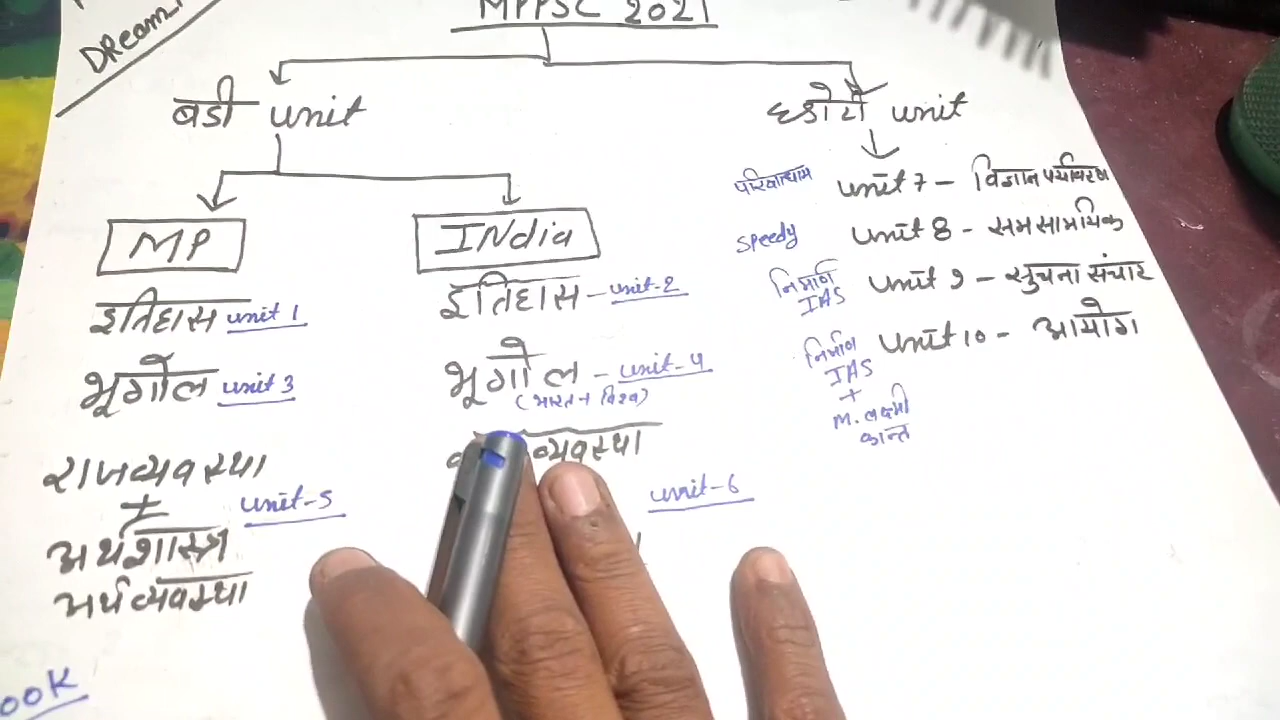 MPPSC 2021
DReamz
बडी unit
छोटी unit
MP
INdia
इतिहास unit 1
भूगोल unit 3
राजव्यवस्था
+
unit-5
अर्थशास्त्र
अर्थव्यवस्था
इतिहास - unit-2
भूगोल - unit-4
(भारत + विश्व)
व्यवस्था
unit-6
परिक्षाधाम unit 7 - विज्ञान पर्यावरण
Speedy unit 8 - समसामयिक
निर्माण IAS unit 9 - सुचना संचार
निर्माण IAS unit 10 - आयोग
+
M. लक्ष्मी
कान्त
ook